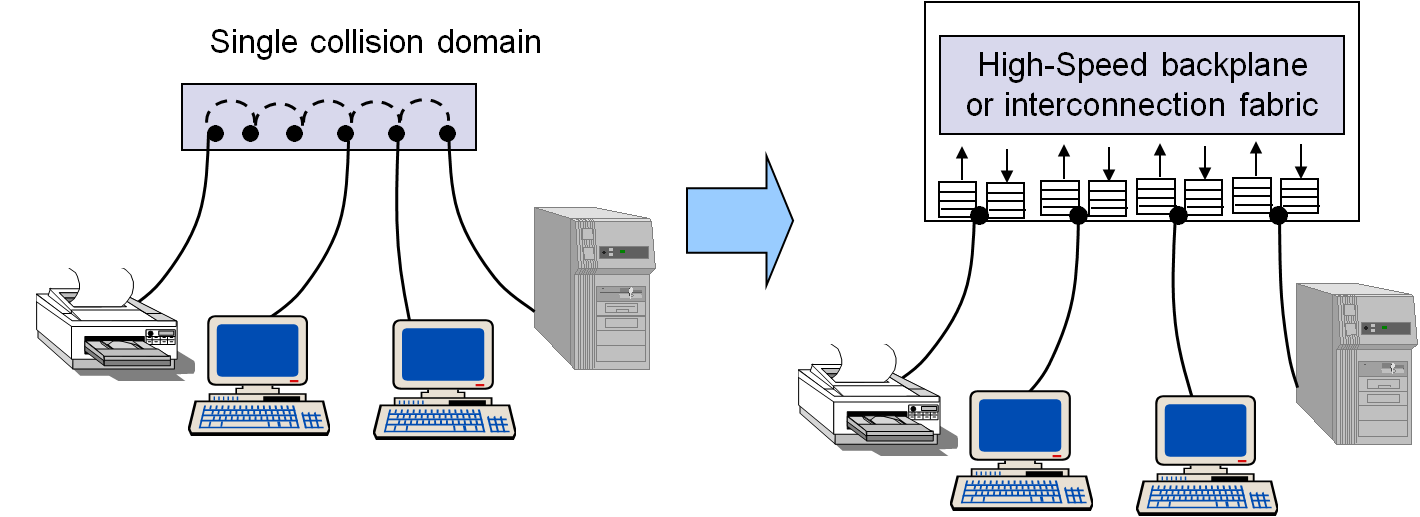 Single collision domain
High-Speed backplane
or interconnection fabric